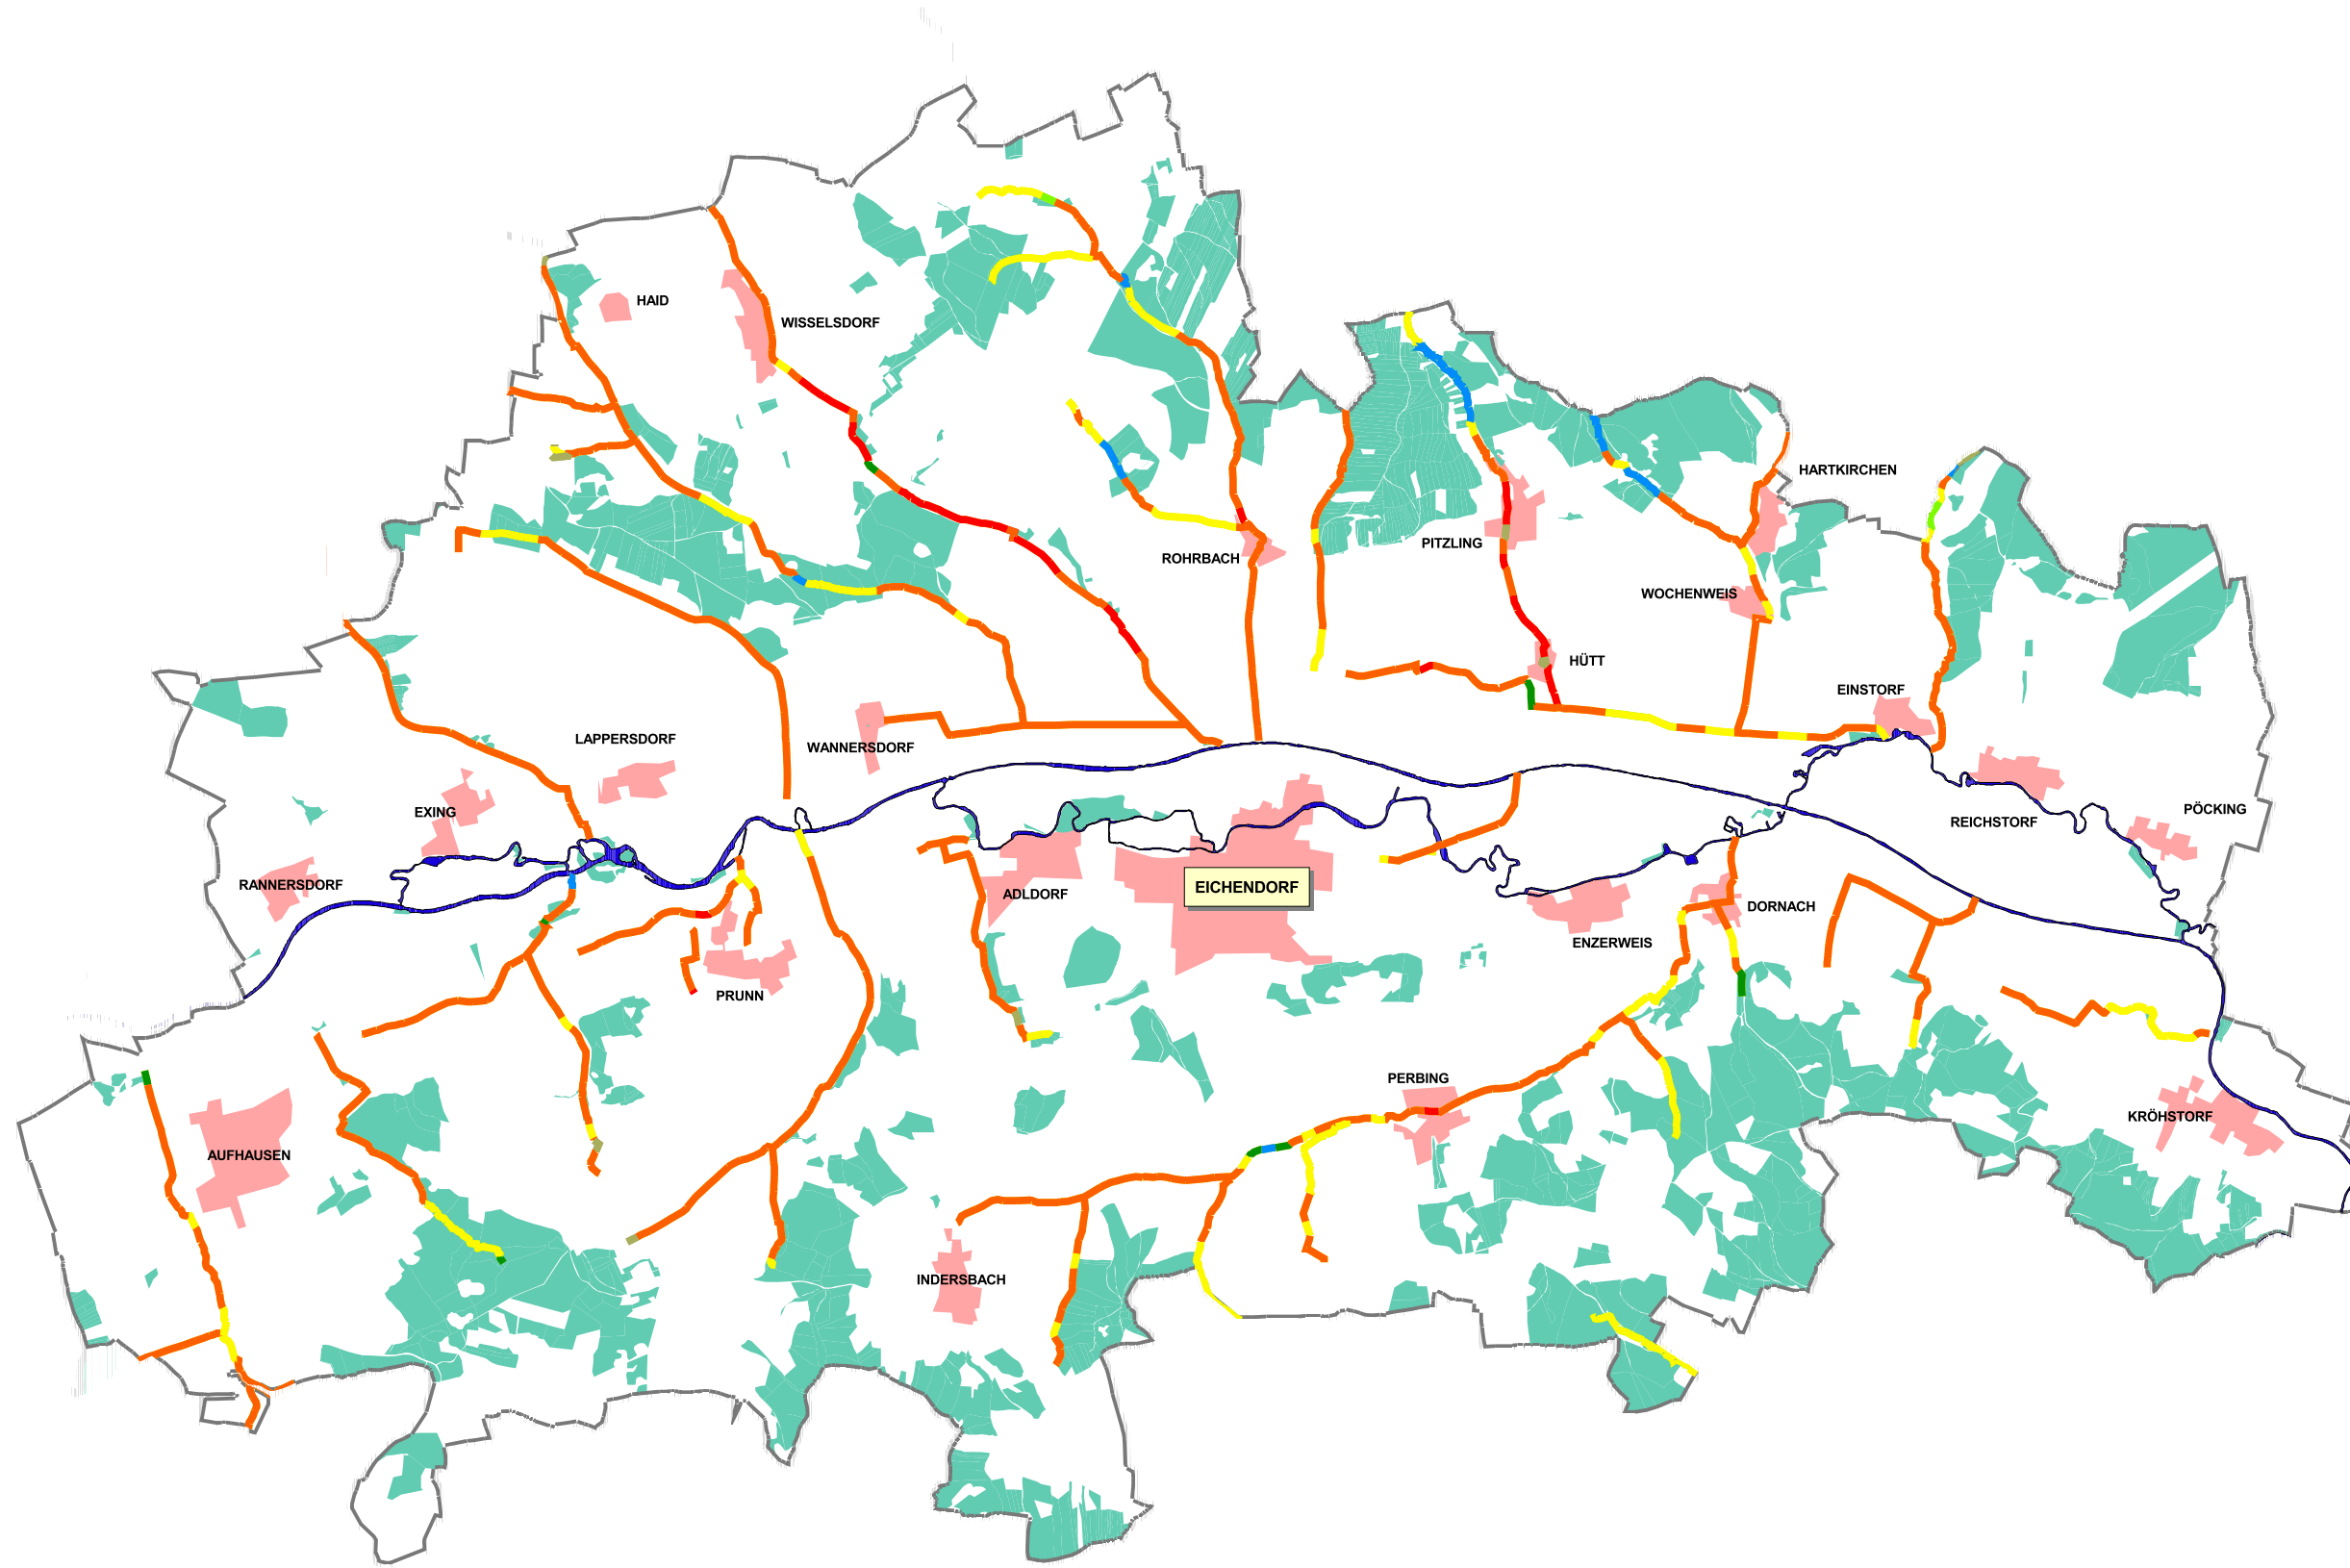 HAID
WISSELSDORF
HARTKIRCHEN
PITZLING
ROHRBACH
WOCHENWEIS
HÜTT
EINSTORF
LAPPERSDORF
WANNERSDORF
EXING
PÖCKING
REICHSTORF
RANNERSDORF
EICHENDORF
ADLDORF
DORNACH
ENZERWEIS
PRUNN
PERBING
KRÖHSTORF
AUFHAUSEN
INDERSBACH